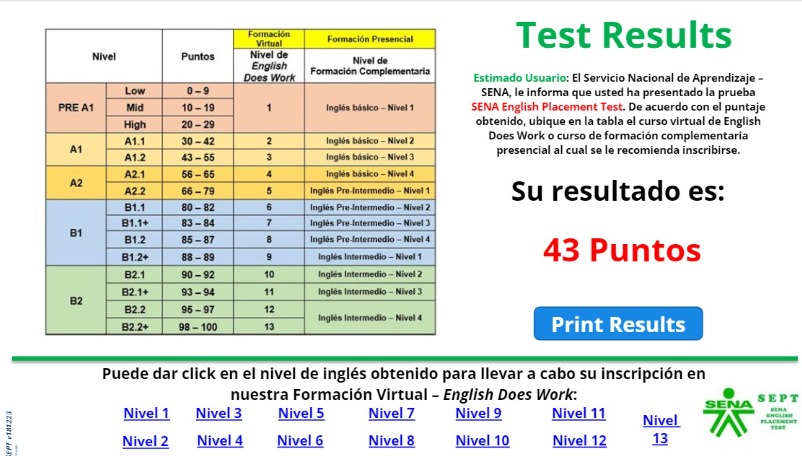 Nivel Puntos Formación Virtual Formación Presencial
Nivel de English Does Work Nivel de Formación Complementaria
PRE A1 Low 0 – 9 1 Inglés básico – Nivel 1
Mid 10 – 19
High 20 – 29
A1 A1.1 30 – 42 2 Inglés básico – Nivel 2
A1.2 43 – 55 3 Inglés básico – Nivel 3
A2 A2.1 56 – 65 4 Inglés básico – Nivel 4
A2.2 66 – 79 5 Inglés Pre-Intermedio – Nivel 1
B1 B1.1 80 – 82 6 Inglés Pre-Intermedio – Nivel 2
B1.1+ 83 – 84 7 Inglés Pre-Intermedio – Nivel 3
B1.2 85 – 87 8 Inglés Pre-Intermedio – Nivel 4
B1.2+ 88 – 89 9 Inglés Intermedio – Nivel 1
B2 B2.1 90 – 92 10 Inglés Intermedio – Nivel 2
B2.1+ 93 – 94 11 Inglés Intermedio – Nivel 3
B2.2 95 – 97 12 Inglés Intermedio – Nivel 4
B2.2+ 98 – 100 13
Test Results
Estimado Usuario: El Servicio Nacional de Aprendizaje –
SENA, le informa que usted ha presentado la prueba
SENA English Placement Test. De acuerdo con el puntaje
obtenido, ubique en la tabla el curso virtual de English
Does Work o curso de formación complementaria
presencial al cual se le recomienda inscribirse.
Su resultado es:
43 Puntos
Print Results
Puede dar click en el nivel de inglés obtenido para llevar a cabo su inscripción en
nuestra Formación Virtual – English Does Work:
Nivel 1 Nivel 3 Nivel 5 Nivel 7 Nivel 9 Nivel 11
Nivel 2 Nivel 4 Nivel 6 Nivel 8 Nivel 10 Nivel 12
Nivel
13
SENA
SEPT
SENA
ENGLISH
PLACEMENT
TEST
SEPT v181223